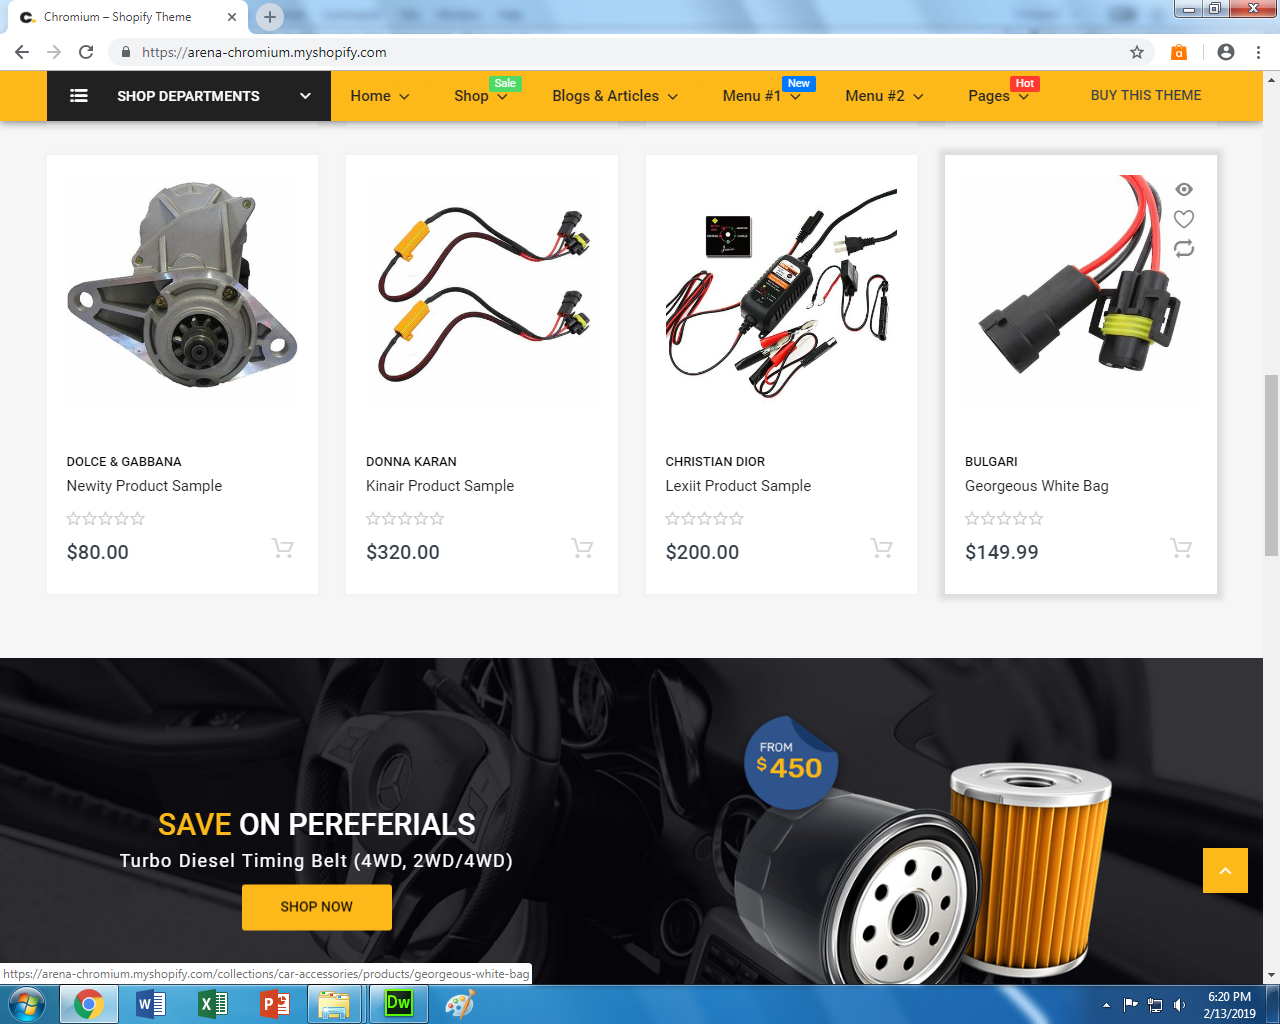 Chromium – Shopify Theme
https://arena-chromium.myshopify.com
SHOP DEPARTMENTS
Home
Shop
Sale
Blogs & Articles
Menu #1
New
Menu #2
Pages
Hot
BUY THIS THEME
DOLCE & GABBANA
Newity Product Sample
$80.00
DONNA KARAN
Kinair Product Sample
$320.00
CHRISTIAN DIOR
Lexiit Product Sample
$200.00
BULGARI
Georgeous White Bag
$149.99
FROM
$450
SAVE ON PEREFERIALS
Turbo Diesel Timing Belt (4WD, 2WD/4WD)
SHOP NOW
https://arena-chromium.myshopify.com/collections/car-accessories/products/georgeous-white-bag
Dw
6:20 PM
2/13/2019